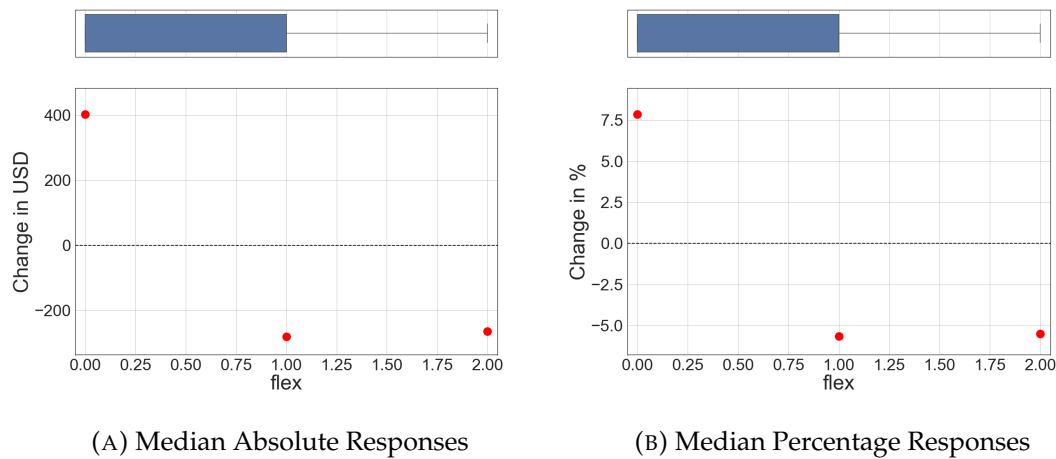 400
200
0
−200
Change in USD
0.00 0.25 0.50 0.75 1.00 1.25 1.50 1.75 2.00
flex
(A) Median Absolute Responses
7.5
5.0
2.5
0.0
−2.5
−5.0
Change in %
0.00 0.25 0.50 0.75 1.00 1.25 1.50 1.75 2.00
flex
(B) Median Percentage Responses